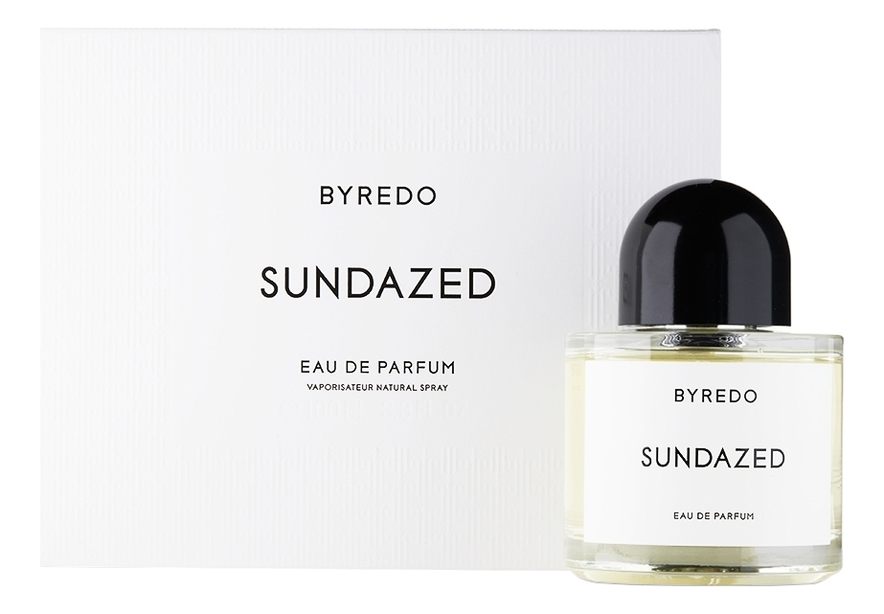 BYREDO
SUNDAZED
EAU DE PARFUM
VAPORISATEUR NATURAL SPRAY
BYREDO
SUNDAZED
EAU DE PARFUM